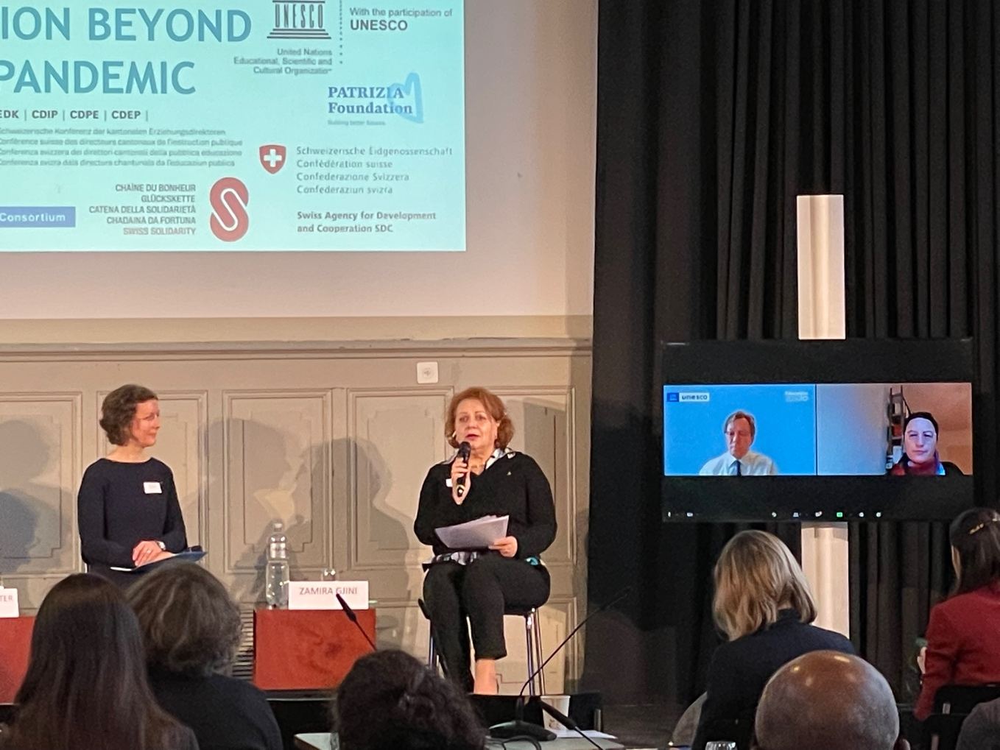 ION BEYOND
PANDEMIC
EDK | CDIP | CDPE | CDEP |
Schweizerische Konferenz der kantonalen Erziehungsdirektoren
Conférence suisse des directeurs cantonaux de l'instruction publique
Conferenza svizzera dei direttori cantonali della pubblica educazione
Conferenza svizra dals directurs chantunals da l'educaziun publica
Consortium
CHAÎNE DU BONHEUR
GLÜCKSKETTE
CATENA DELLA SOLIDARIETÀ
CHADAINA DA FORTUNA
SWISS SOLIDARITY
UNESCO
United Nations
Educational, Scientific and
Cultural Organization
With the participation of
UNESCO
PATRIZIA
Foundation
Building better futures
Schweizerische Eidgenossenschaft
Confédération suisse
Confederazione Svizzera
Confederaziun svizra
Swiss Agency for Development
and Cooperation SDC
unesco
TER
ZAMIRA GJINI